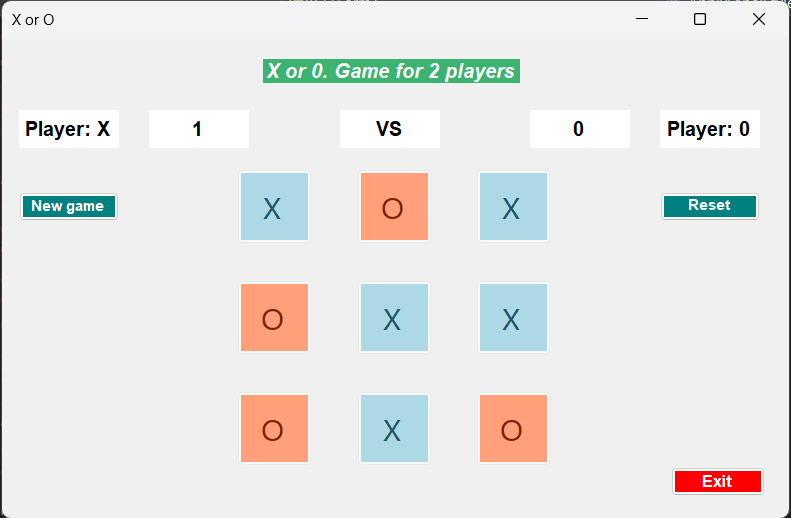 X or O
X or 0. Game for 2 players
Player: X 1 VS 0 Player: 0
New game X O X Reset
O X X
O X O
Exit